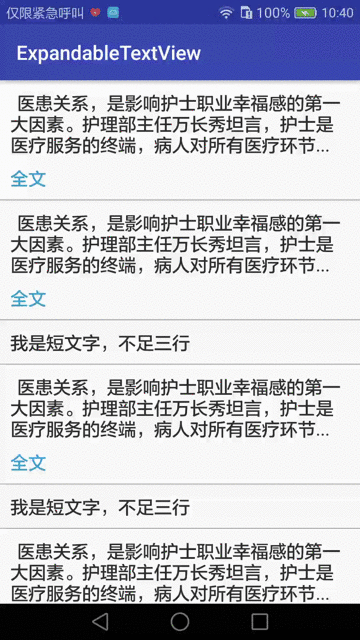 仅限紧急呼叫 100% 10:40
ExpandableTextView
医患关系，是影响护士职业幸福感的第一
大因素。护理部主任万长秀坦言，护士是
医疗服务的终端，病人对所有医疗环节...
全文
医患关系，是影响护士职业幸福感的第一
大因素。护理部主任万长秀坦言，护士是
医疗服务的终端，病人对所有医疗环节...
全文
我是短文字，不足三行
医患关系，是影响护士职业幸福感的第一
大因素。护理部主任万长秀坦言，护士是
医疗服务的终端，病人对所有医疗环节...
全文
我是短文字，不足三行
医患关系，是影响护士职业幸福感的第一
大因素。护理部主任万长秀坦言，护士是
医疗服务的终端，病人对所有医疗环节...